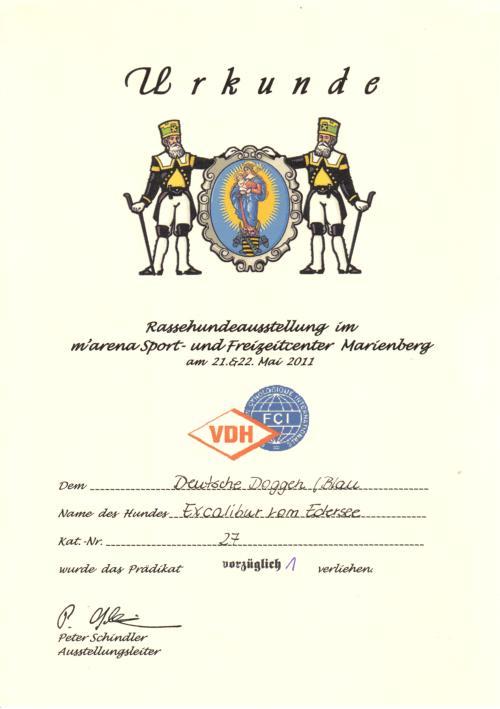 Urkunde
Rassehundeausstellung im
m'arena Sport- und Freizeitcenter Marienberg
am 21.&22. Mai 2011
VDH
FCI
Dem Deutsche Doggen / Blau
Name des Hundes Excalibur vom Edersee
Kat.-Nr. 27
wurde das Prädikat vorzüglich 1 verliehen.
Peter Schindler
Ausstellungsleiter